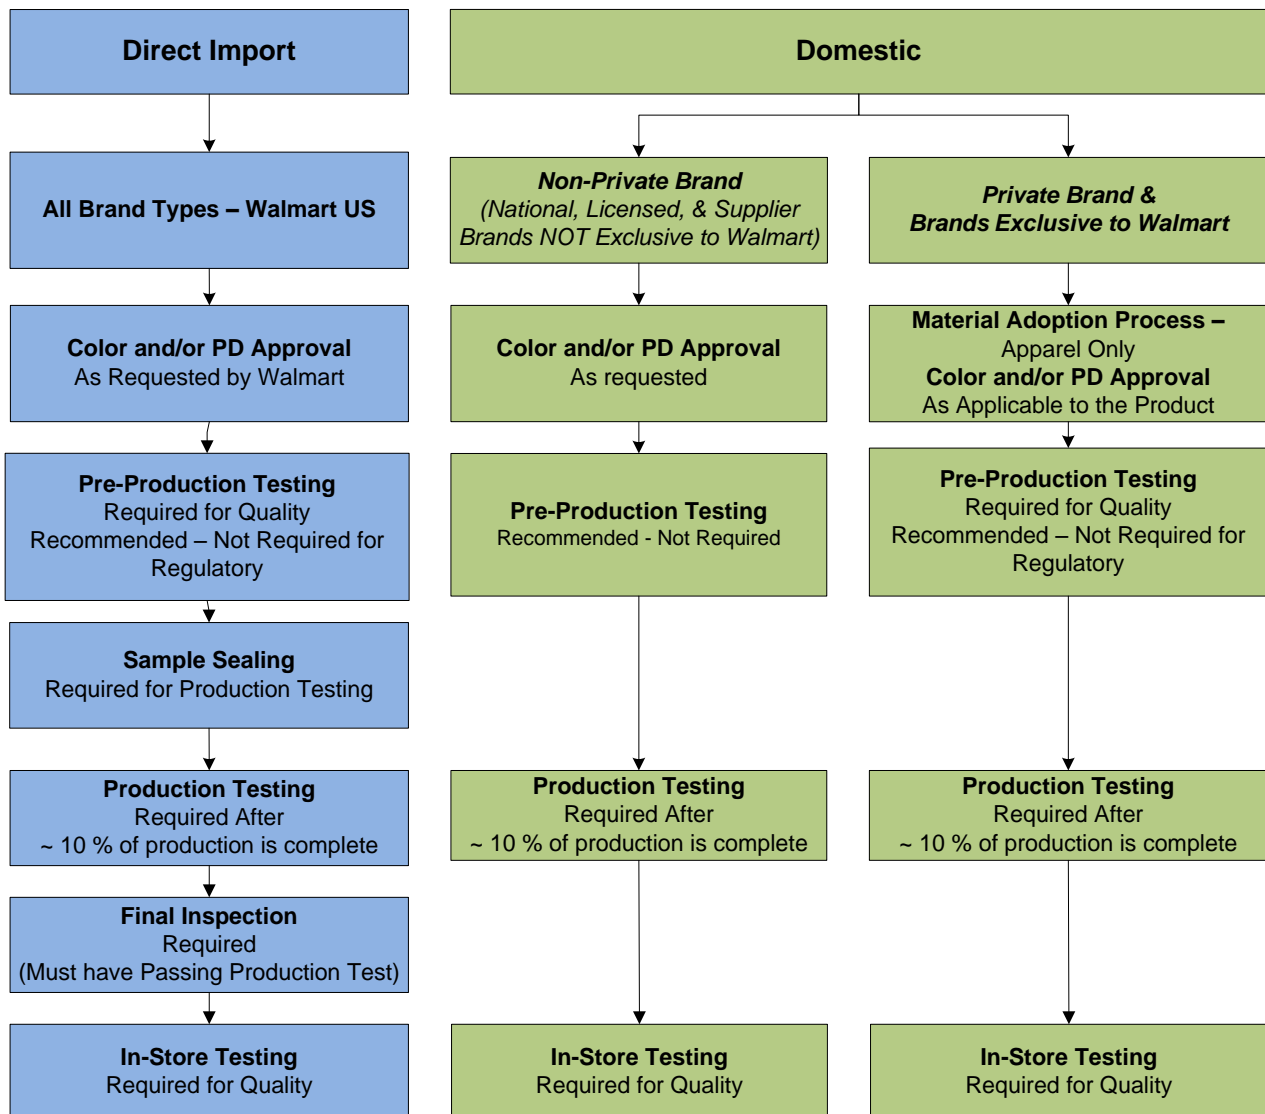 Direct Import
Domestic
All Brand Types – Walmart US
Non-Private Brand
(National, Licensed, & Supplier
Brands NOT Exclusive to Walmart)
Private Brand &
Brands Exclusive to Walmart
Color and/or PD Approval
As Requested by Walmart
Color and/or PD Approval
As requested
Material Adoption Process –
Apparel Only
Color and/or PD Approval
As Applicable to the Product
Pre-Production Testing
Required for Quality
Recommended – Not Required for
Regulatory
Pre-Production Testing
Recommended - Not Required
Pre-Production Testing
Required for Quality
Recommended – Not Required for
Regulatory
Sample Sealing
Required for Production Testing
Production Testing
Required After
~ 10 % of production is complete
Production Testing
Required After
~ 10 % of production is complete
Production Testing
Required After
~ 10 % of production is complete
Final Inspection
Required
(Must have Passing Production Test)
In-Store Testing
Required for Quality
In-Store Testing
Required for Quality
In-Store Testing
Required for Quality